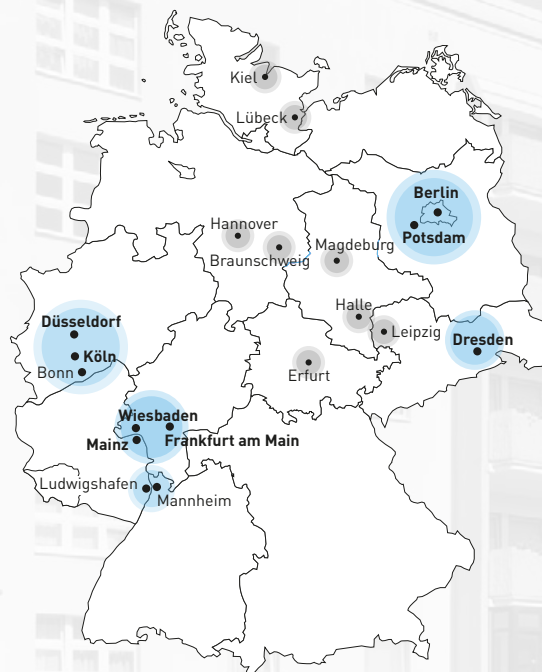 Kiel
Lübeck
Berlin
Potsdam
Hannover
Braunschweig
Magdeburg
Halle
Leipzig
Dresden
Düsseldorf
Köln
Bonn
Erfurt
Wiesbaden
Frankfurt am Main
Mainz
Ludwigshafen
Mannheim